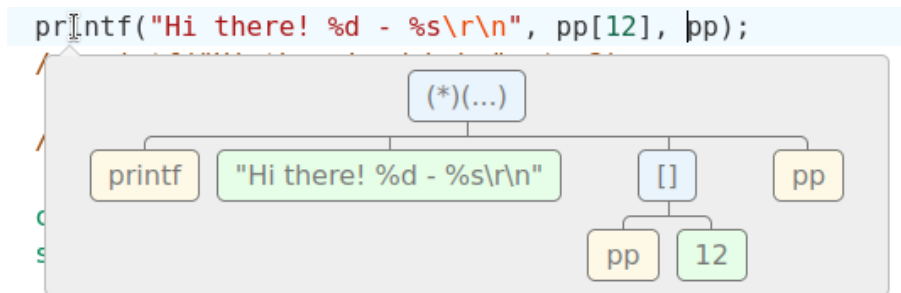 printf("Hi there! %d - %s\r\n", pp[12], pp);
(*)(...)
printf "Hi there! %d - %s\r\n" [] pp
pp 12